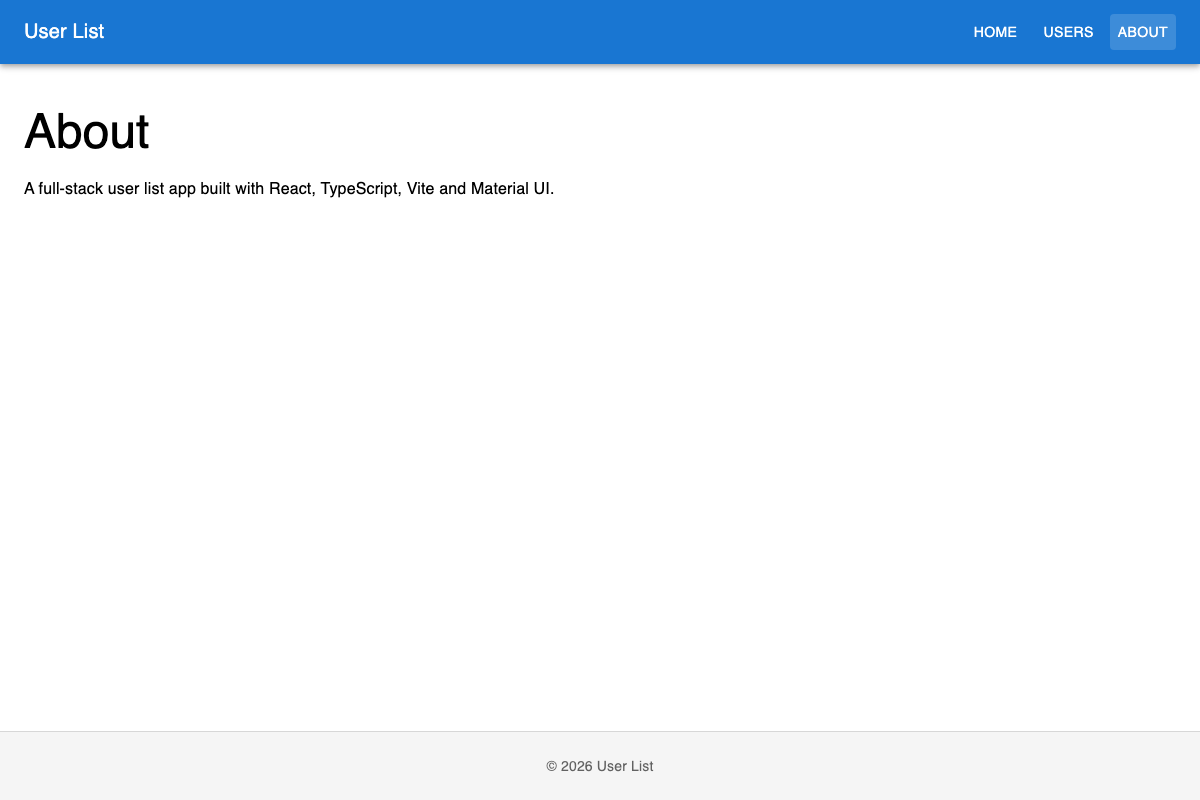 User List
HOME USERS ABOUT
About
A full-stack user list app built with React, TypeScript, Vite and Material UI.
© 2026 User List